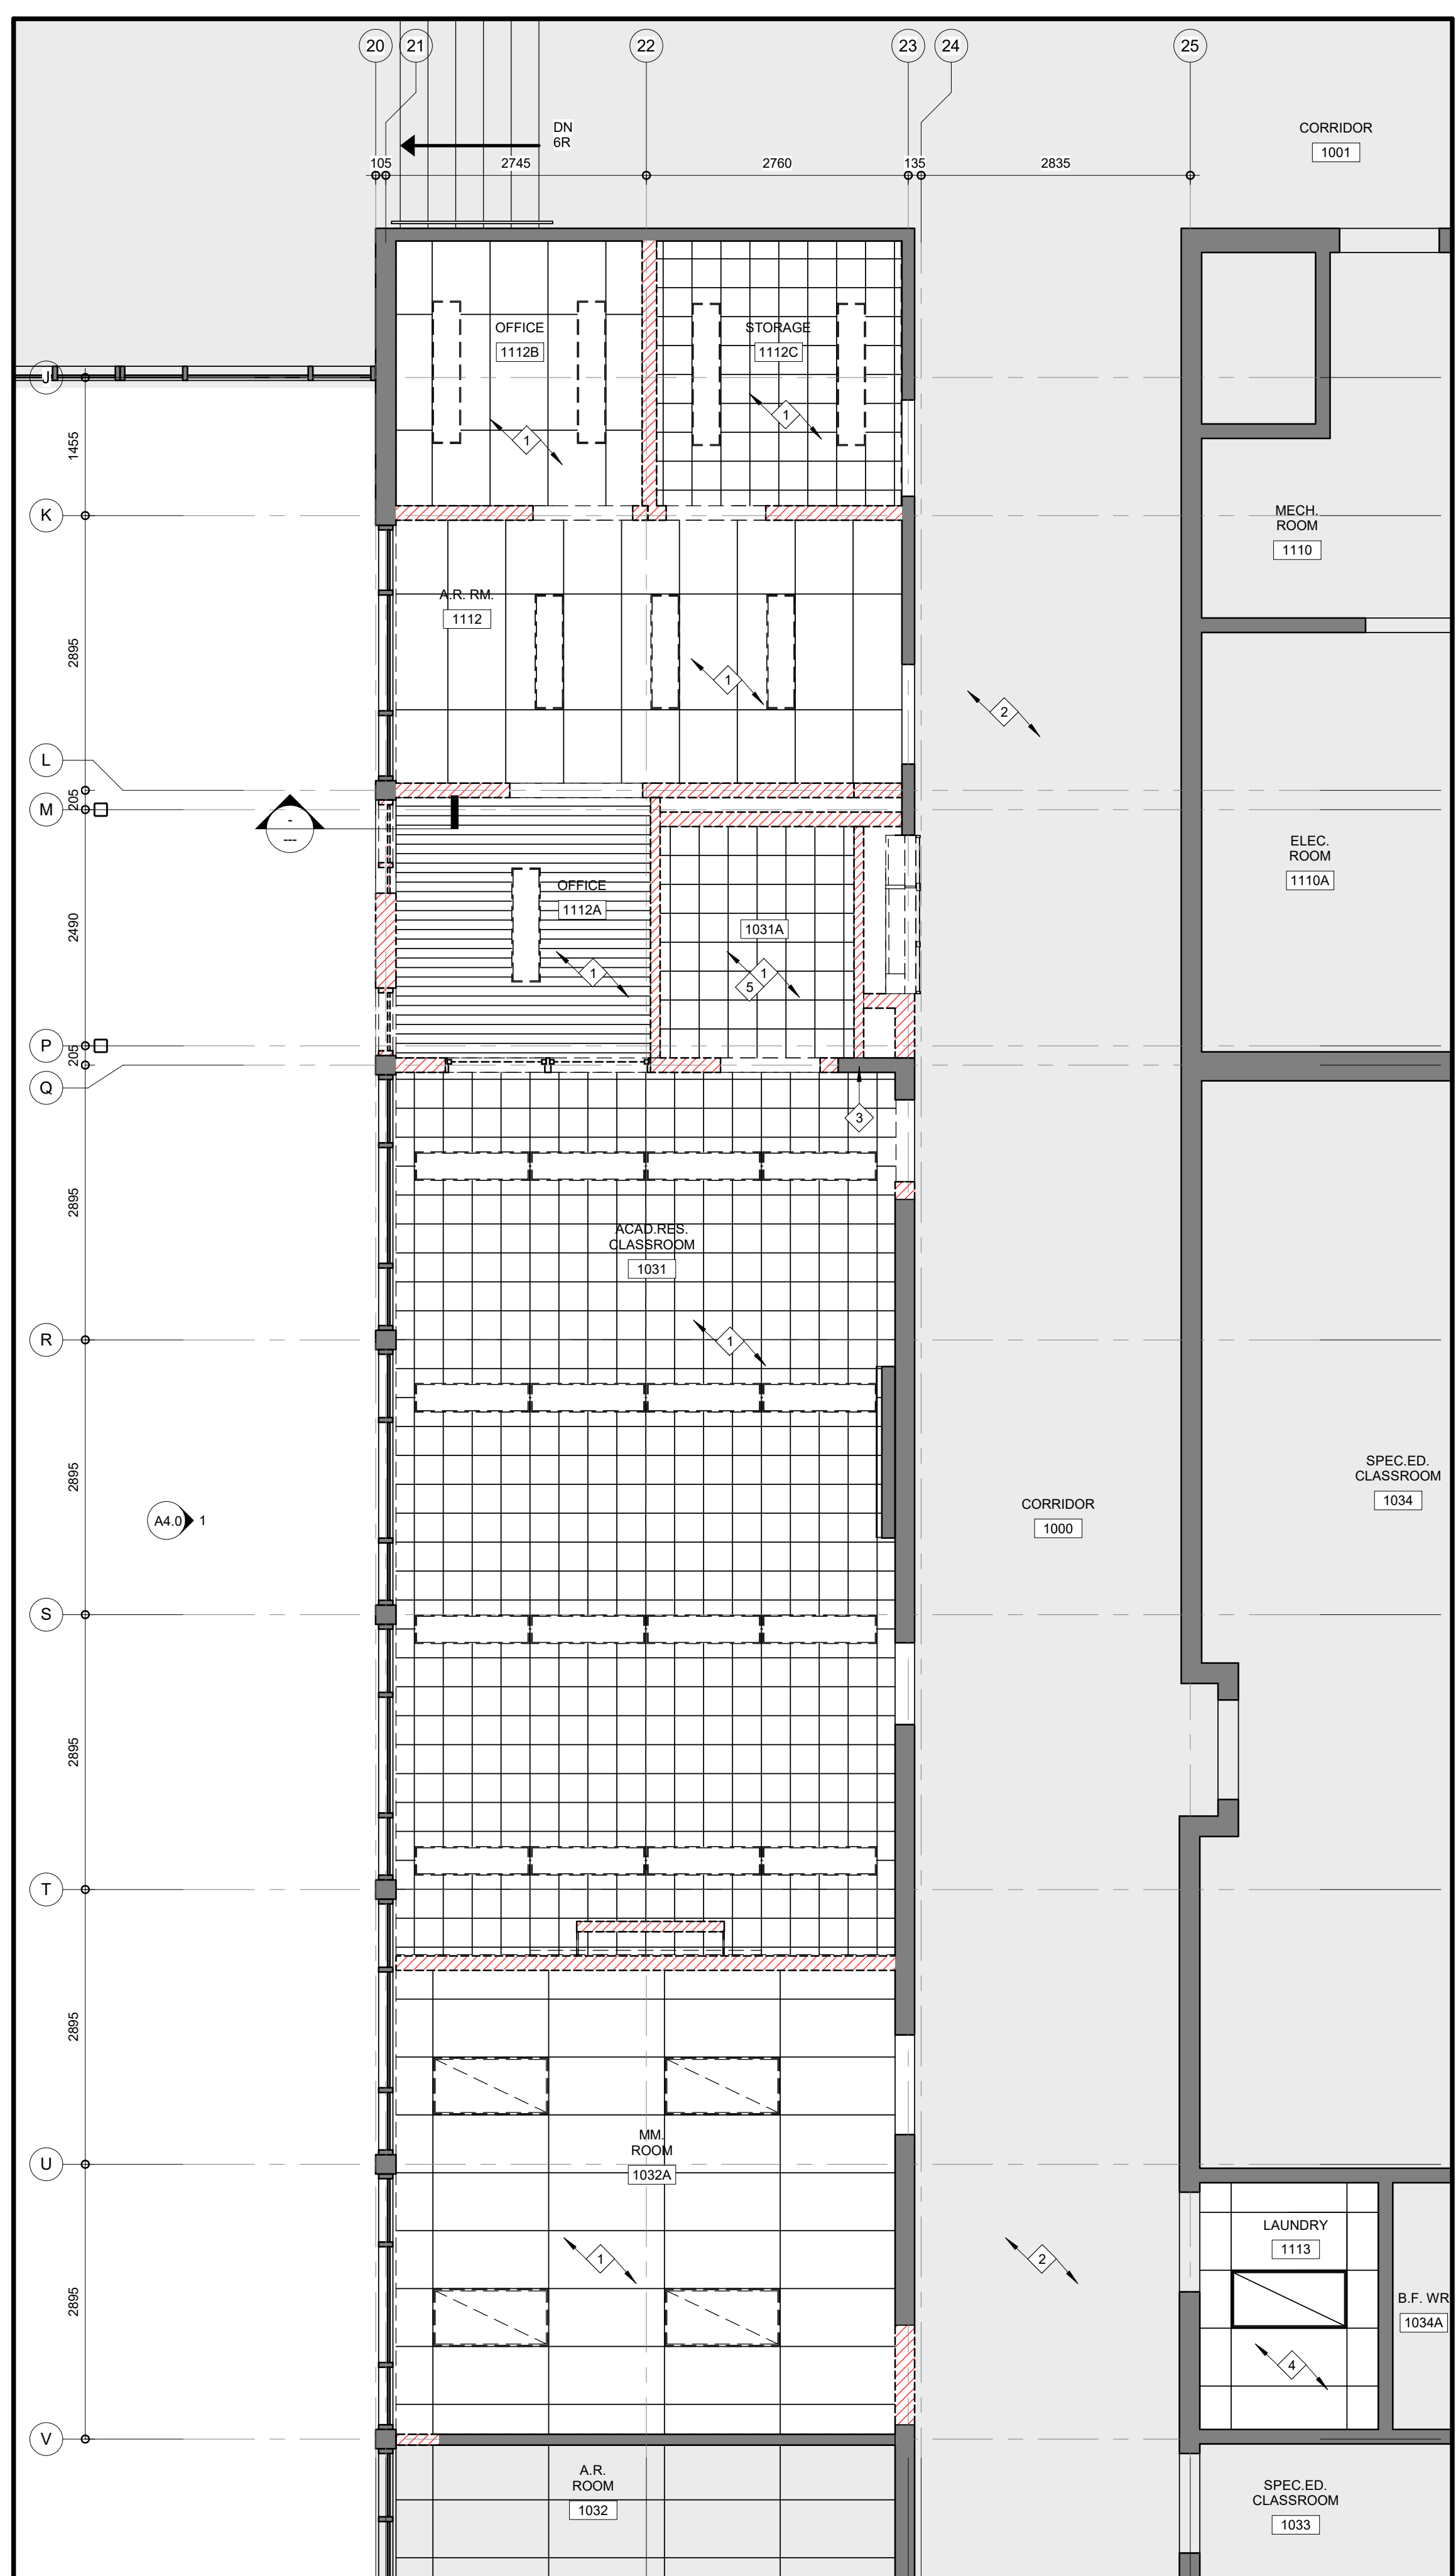 20
21
22
23
24
25
DN
6R
CORRIDOR
1001
105
2745
2760
135
2835
OFFICE
1112B
STORAGE
1112C
J
1
1
1455
K
MECH.
ROOM
1110
A.R. RM.
1112
2895
1
2
L
205
M
-
---
ELEC.
ROOM
1110A
OFFICE
1112A
1031A
2490
1
1
5
P
205
Q
3
2895
ACAD.RES.
CLASSROOM
1031
R
1
2895
SPEC.ED.
CLASSROOM
1034
A4.0
1
CORRIDOR
1000
S
2895
T
2895
MM.
ROOM
1032A
U
LAUNDRY
1113
1
2
2895
B.F. WR
1034A
4
V
A.R.
ROOM
1032
SPEC.ED.
CLASSROOM
1033